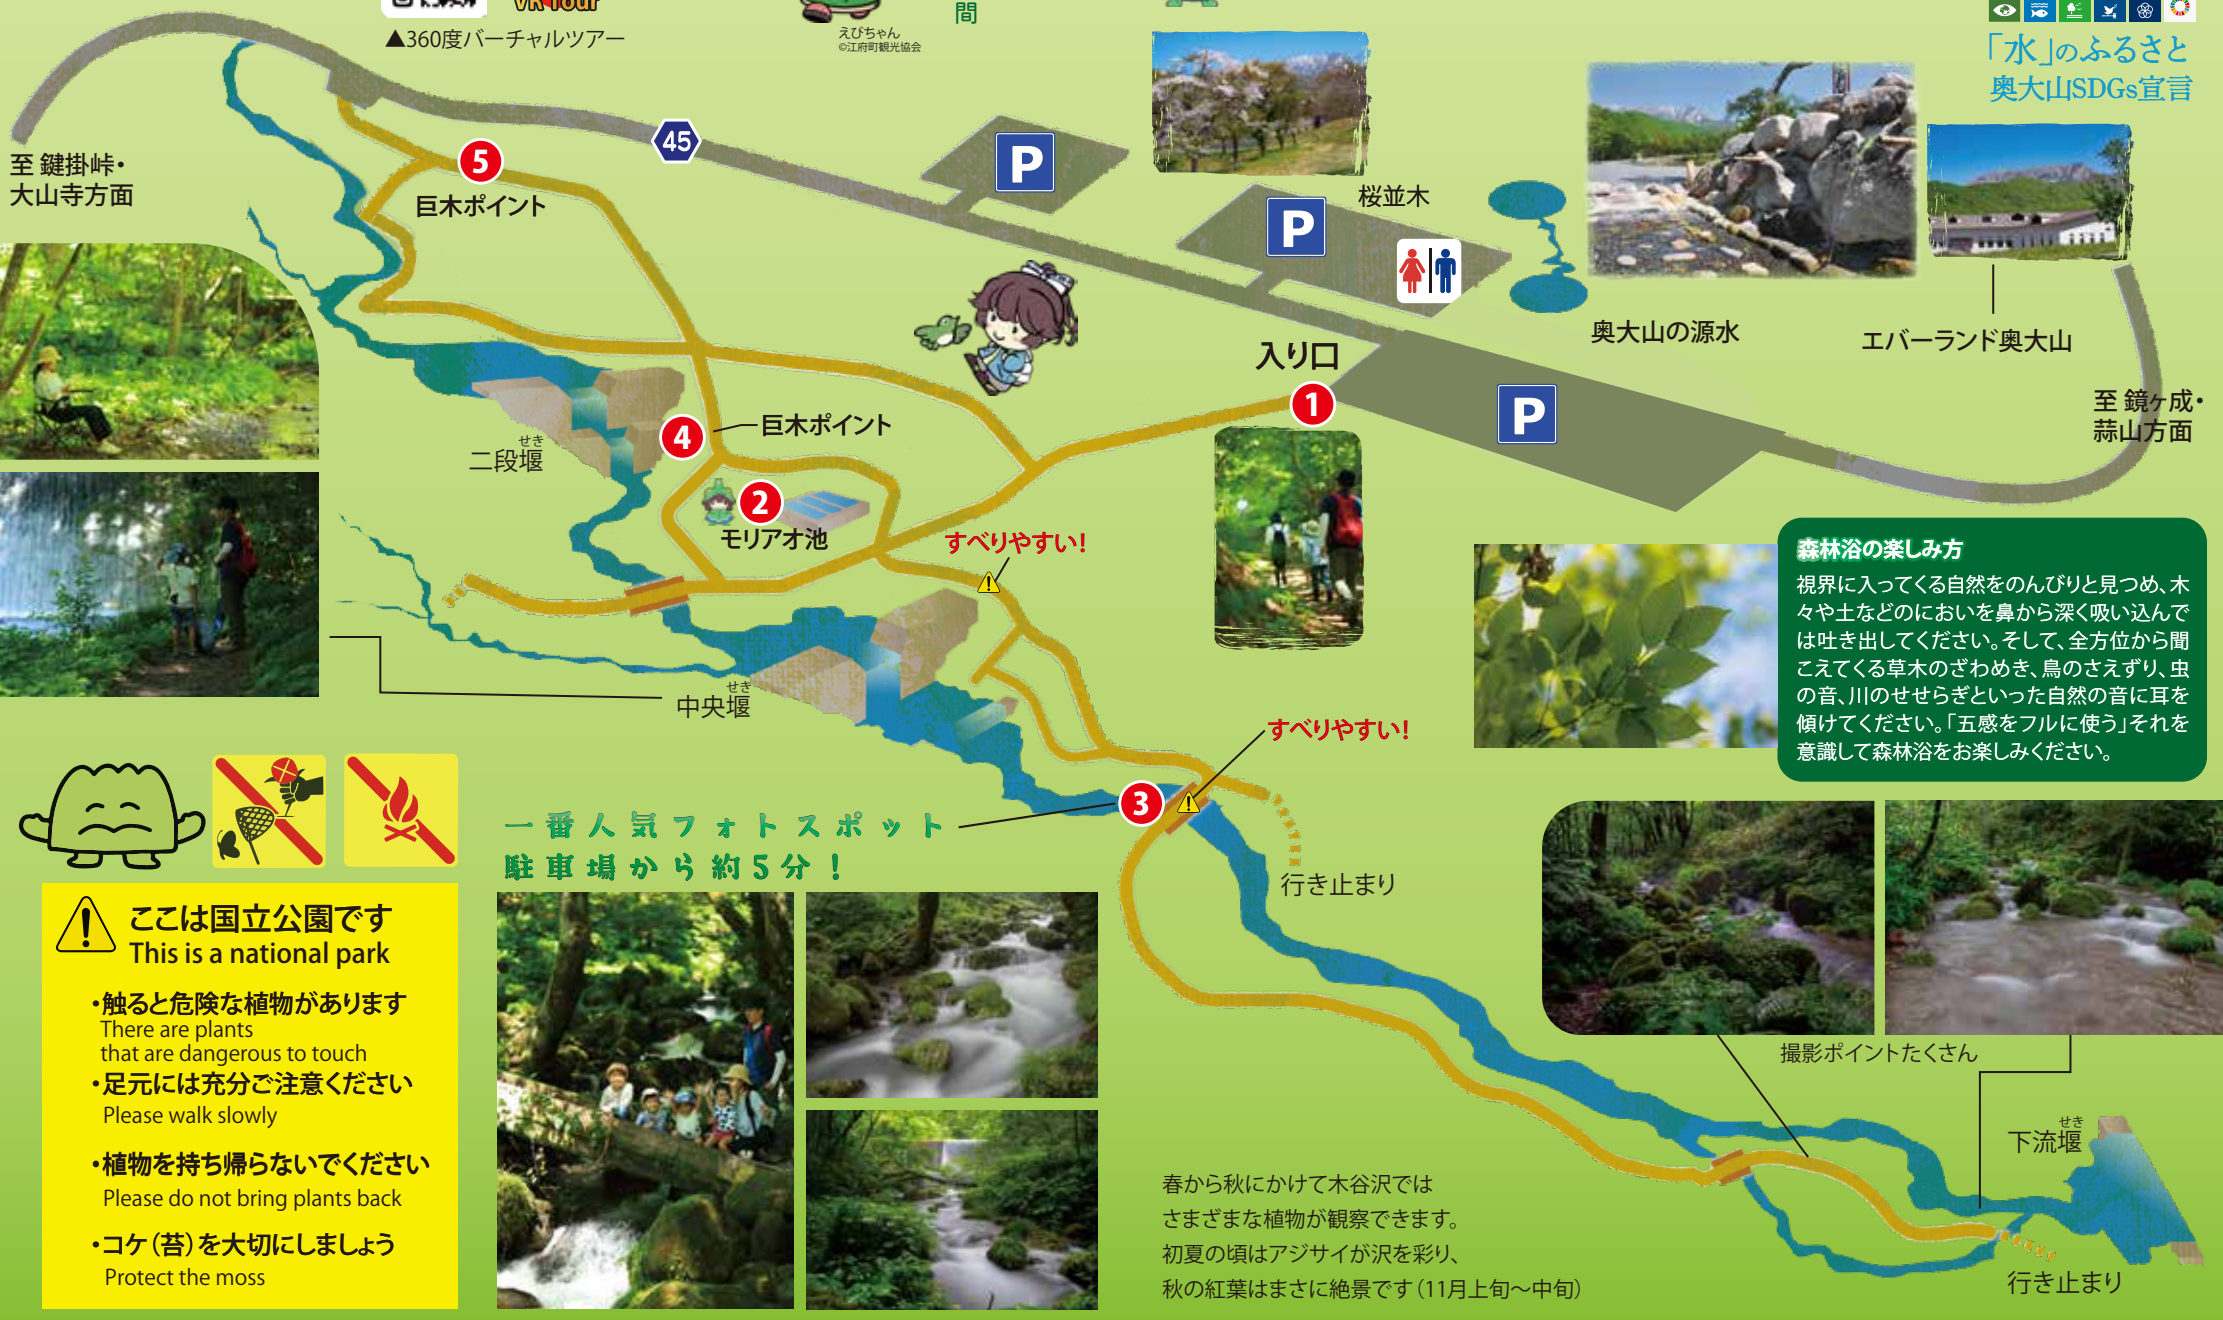 VR Tour
▲360度バーチャルツアー
えびちゃん
©江府町観光協会
間
「水」のふるさと
奥大山SDGs宣言
至 鍵掛峠・
大山寺方面
5
巨木ポイント
45
P
P
桜並木
奥大山の源水
エバーランド奥大山
入り口
1
P
至 鏡ヶ成・
蒜山方面
4
巨木ポイント
せき
二段堰
2
モリアオ池
すべりやすい!
せき
中央堰
すべりやすい!
3
一番人気フォトスポット
駐車場から約5分!
行き止まり
森林浴の楽しみ方
視界に入ってくる自然をのんびりと見つめ、木
々や土などのにおいを鼻から深く吸い込んで
は吐き出してください。そして、全方位から聞
こえてくる草木のざわめき、鳥のさえずり、虫
の音、川のせせらぎといった自然の音に耳を
傾けてください。「五感をフルに使う」それを
意識して森林浴をお楽しみください。
ここは国立公園です
This is a national park
・触ると危険な植物があります
There are plants
that are dangerous to touch
・足元には充分ご注意ください
Please walk slowly
・植物を持ち帰らないでください
Please do not bring plants back
・コケ（苔）を大切にしましょう
Protect the moss
撮影ポイントたくさん
せき
下流堰
行き止まり
春から秋にかけて木谷沢では
さまざまな植物が観察できます。
初夏の頃はアジサイが沢を彩り、
秋の紅葉はまさに絶景です（11月上旬〜中旬）